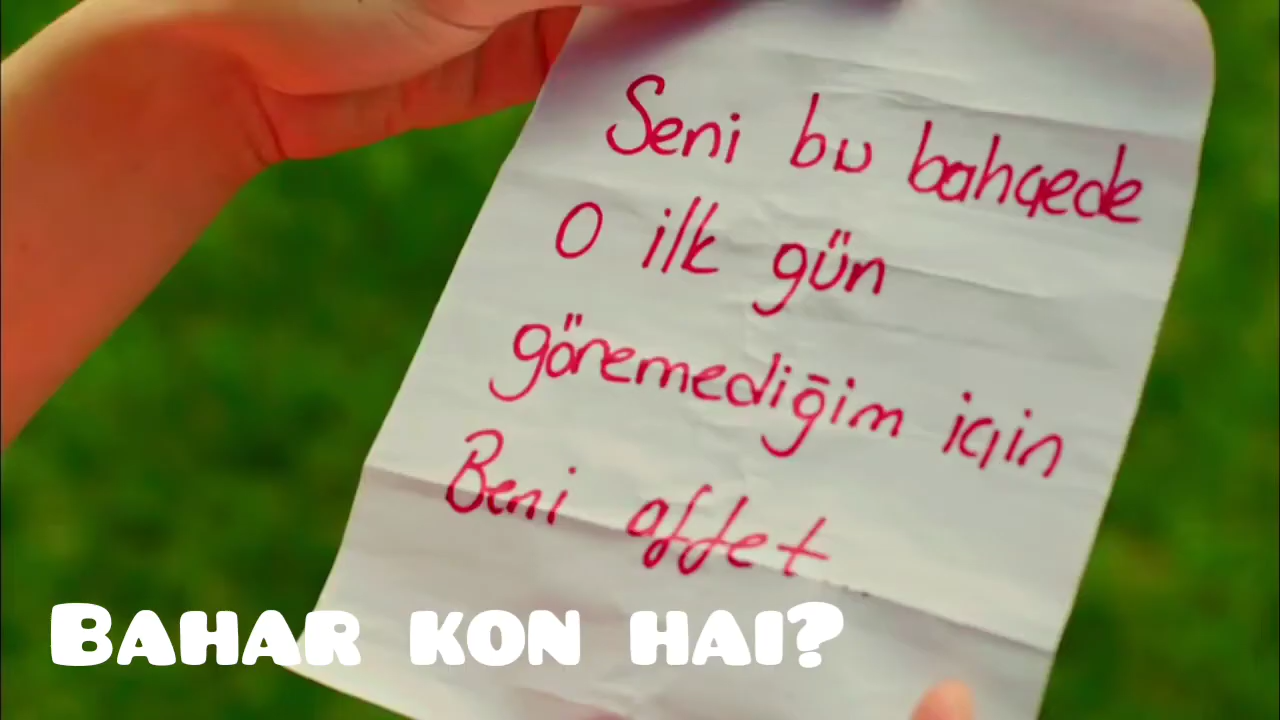 Seni bu bahçede
O ilk gün
göremediğim için
Beni affet
BAHAR KON HAI?